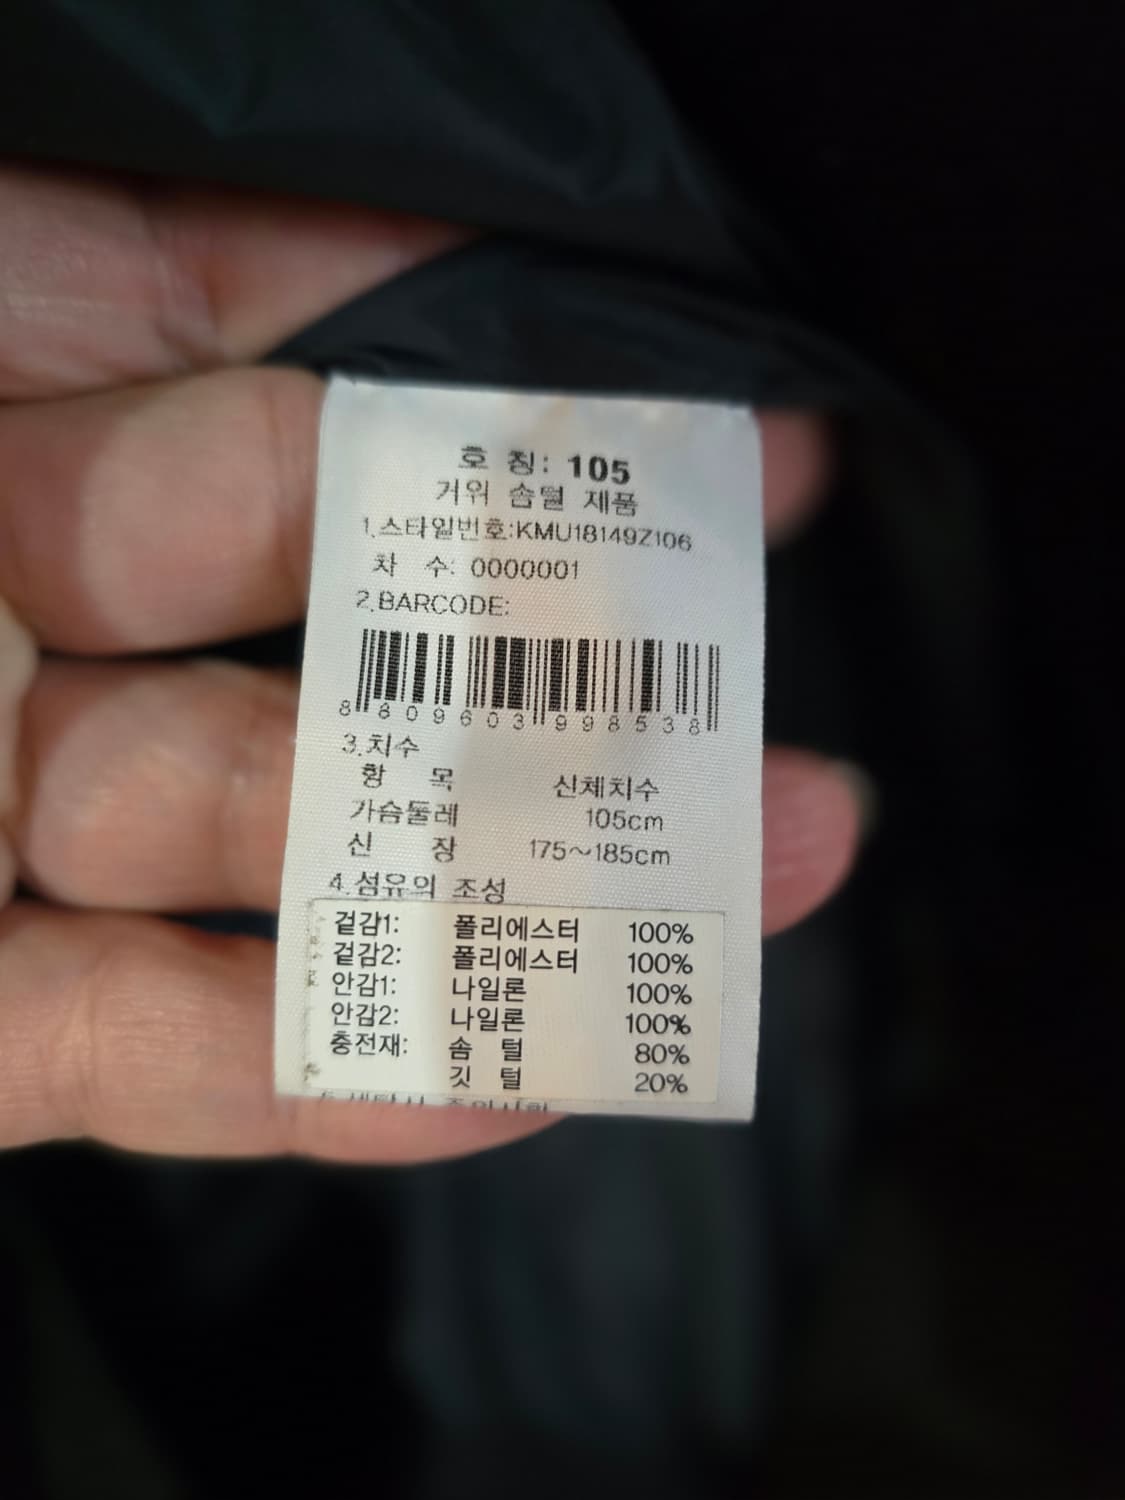 호 칭: 105
거위 솜털 제품
1.스타일번호:KMU18149Z106
차 수: 0000001
2.BARCODE:
8 809603 998538
3.치수
항 목 신체치수
가슴둘레 105cm
신 장 175~185cm
4.섬유의 조성
겉감1: 폴리에스터 100%
겉감2: 폴리에스터 100%
안감1: 나일론 100%
안감2: 나일론 100%
충전재: 솜 털 80%
깃 털 20%